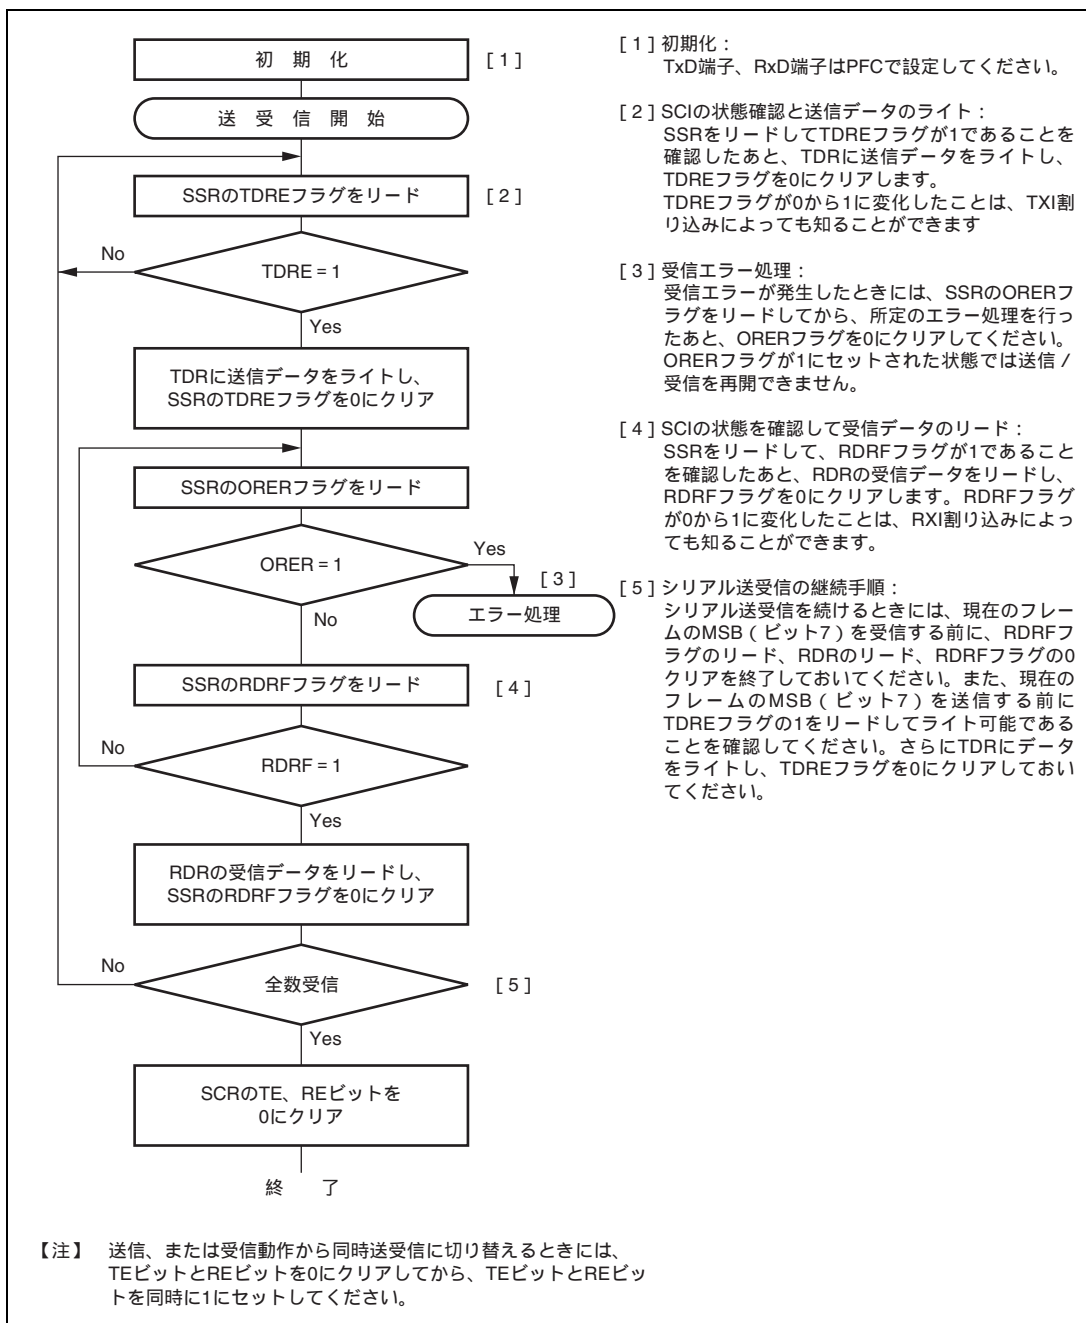 初 期 化
[ 1 ]
送 受 信 開 始
SSRのTDREフラグをリード
[ 2 ]
No
TDRE = 1
Yes
TDRに送信データをライトし、
SSRのTDREフラグを0にクリア
SSRのORERフラグをリード
Yes
ORER = 1
[ 3 ]
エラー処理
No
SSRのRDRFフラグをリード
[ 4 ]
No
RDRF = 1
Yes
RDRの受信データをリードし、
SSRのRDRFフラグを0にクリア
No
全数受信
[ 5 ]
Yes
SCRのTE、REビットを
0にクリア
終 了
[ 1 ] 初期化：
TxD端子、RxD端子はPFCで設定してください。
[ 2 ] SCIの状態確認と送信データのライト：
SSRをリードしてTDREフラグが1であることを
確認したあと、TDRに送信データをライトし、
TDREフラグを0にクリアします。
TDREフラグが0から1に変化したことは、TXI割
り込みによっても知ることができます
[ 3 ] 受信エラー処理：
受信エラーが発生したときには、SSRのORERフ
ラグをリードしてから、所定のエラー処理を行っ
たあと、ORERフラグを0にクリアしてください。
ORERフラグが1にセットされた状態では送信／
受信を再開できません。
[ 4 ] SCIの状態を確認して受信データのリード：
SSRをリードして、RDRFフラグが1であること
を確認したあと、RDRの受信データをリードし、
RDRFフラグを0にクリアします。RDRFフラグ
が0から1に変化したことは、RXI割り込みによっ
ても知ることができます。
[ 5 ] シリアル送受信の継続手順：
シリアル送受信を続けるときには、現在のフレー
ムのMSB（ビット7）を受信する前に、RDRFフ
ラグのリード、RDRのリード、RDRFフラグの0
クリアを終了しておいてください。また、現在の
フレームのMSB（ビット7）を送信する前に
TDREフラグの1をリードしてライト可能である
ことを確認してください。さらにTDRにデータ
をライトし、TDREフラグを0にクリアしておい
てください。
【注】 送信、または受信動作から同時送受信に切り替えるときには、
TEビットとREビットを0にクリアしてから、TEビットとREビッ
トを同時に1にセットしてください。